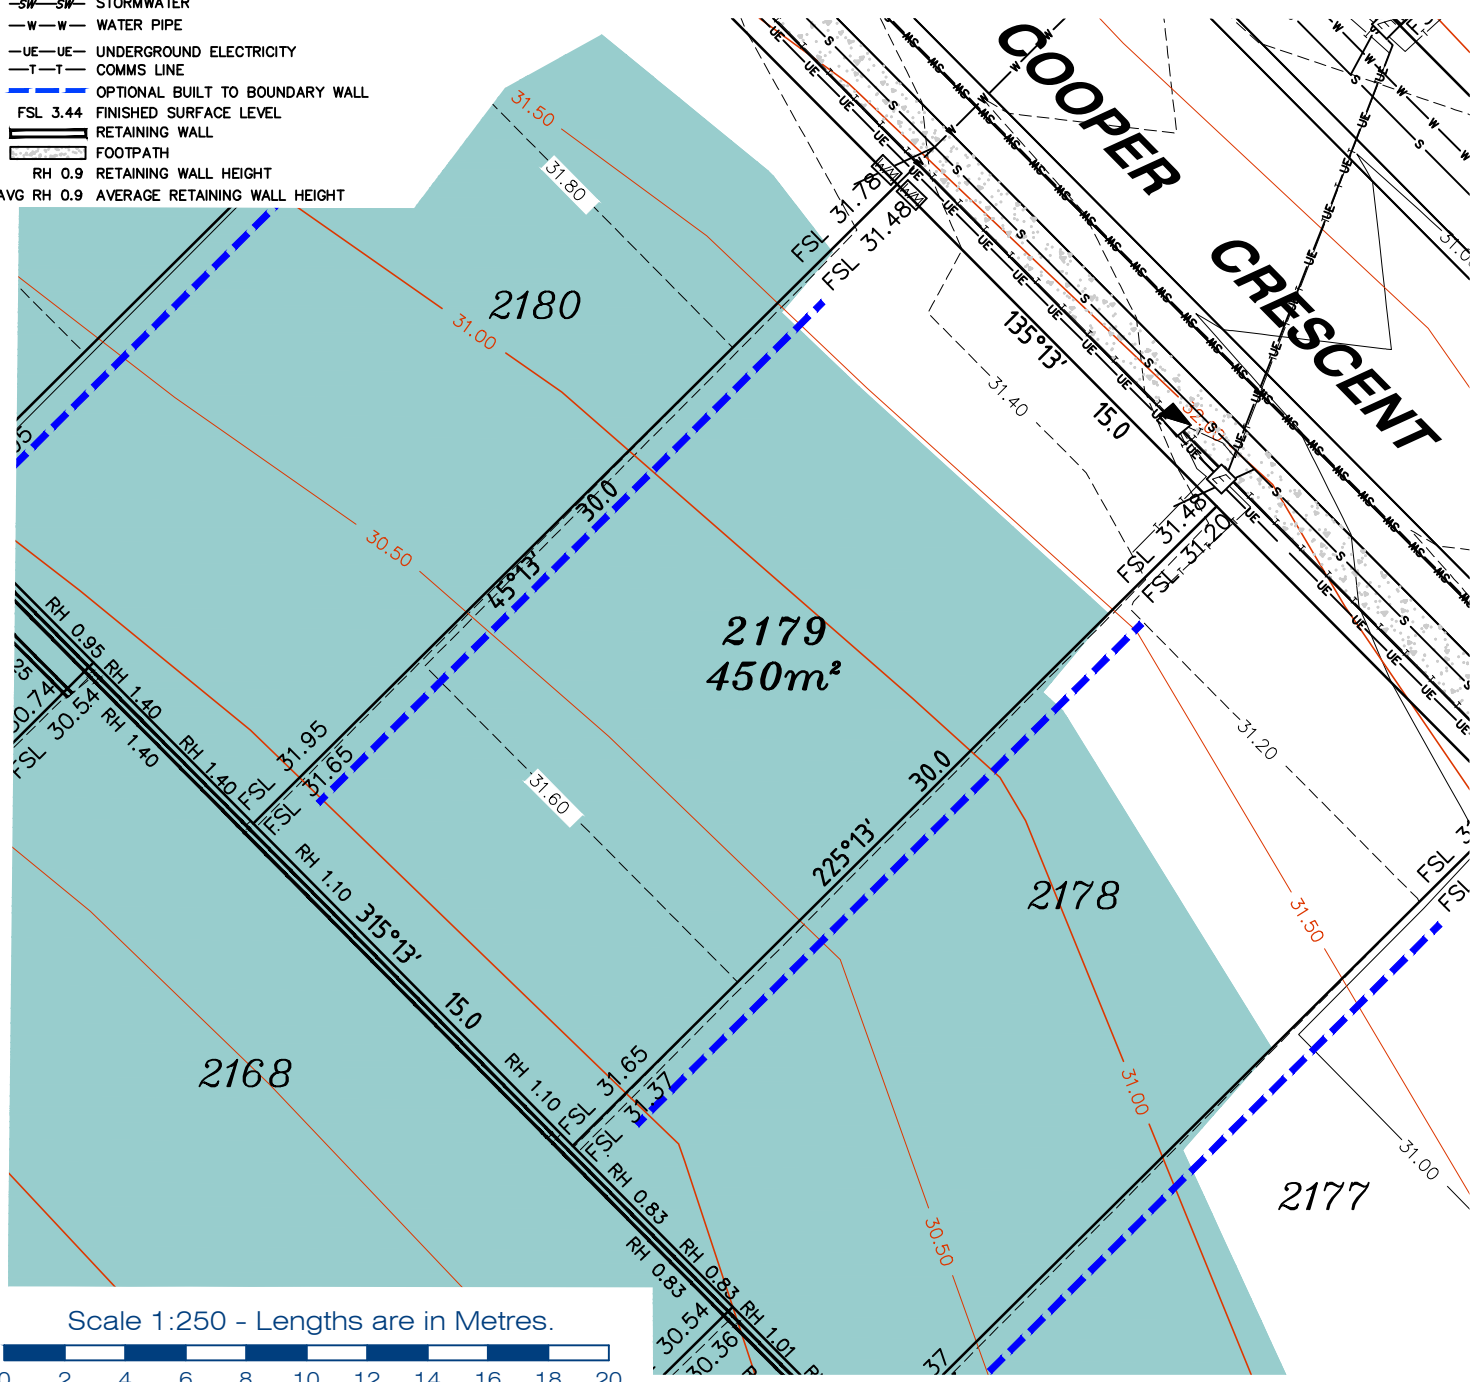 SW SW STORMWATER
W W WATER PIPE
UE UE UNDERGROUND ELECTRICITY
T T COMMS LINE
OPTIONAL BUILT TO BOUNDARY WALL
FSL 3.44 FINISHED SURFACE LEVEL
RETAINING WALL
FOOTPATH
RH 0.9 RETAINING WALL HEIGHT
AVG RH 0.9 AVERAGE RETAINING WALL HEIGHT
COOPER
CRESCENT
31.50
31.80
2180
31.00
30.50
FSL 31.78
FSL 31.48
135°13'
15.0
31.40
32.00
E
FSL 31.48
FSL 31.20
30.0
45°13'
2179
450m²
31.60
FSL 31.95
FSL 31.65
RH 0.95
RH 1.40
RH 1.40
RH 1.40
FSL 30.54
RH 1.10
315°13'
15.0
RH 1.10
30.0
225°13'
2178
31.20
31.50
31.00
31.00
30.50
2177
2168
FSL 31.65
FSL 31.37
RH 0.83
RH 0.83
RH 0.83
RH 1.01
30.54
30.36
37
FSL
Scale 1:250 - Lengths are in Metres.
0 2 4 6 8 10 12 14 16 18 20